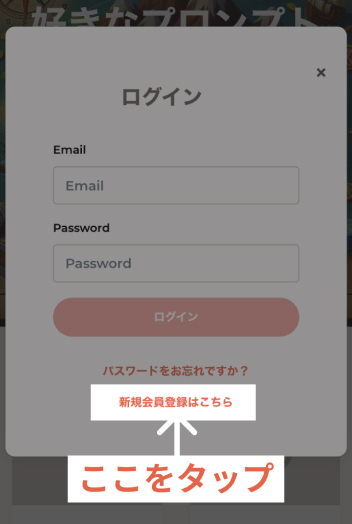 好きなプロンプト
×
ログイン
Email
Email
Password
Password
ログイン
パスワードをお忘れですか？
新規会員登録はこちら
ここをタップ